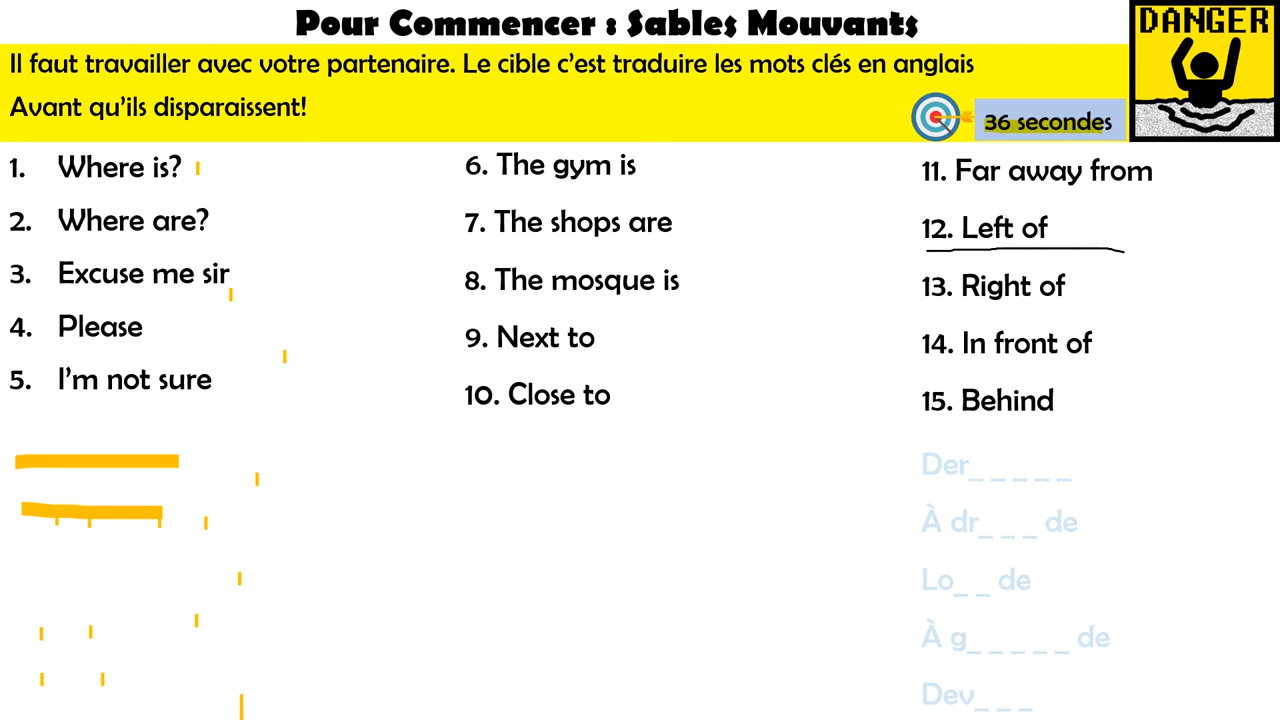 Pour Commencer : Sables Mouvants
DANGER
Il faut travailler avec votre partenaire. Le cible c'est traduire les mots clés en anglais
Avant qu'ils disparaissent!
36 secondes
1. Where is?
2. Where are?
3. Excuse me sir
4. Please
5. I'm not sure
6. The gym is
7. The shops are
8. The mosque is
9. Next to
10. Close to
11. Far away from
12. Left of
13. Right of
14. In front of
15. Behind
Der_ _ _ _ _
À dr_ _ _ de
Lo_ _ de
À g_ _ _ _ _ de
Dev_ _ _